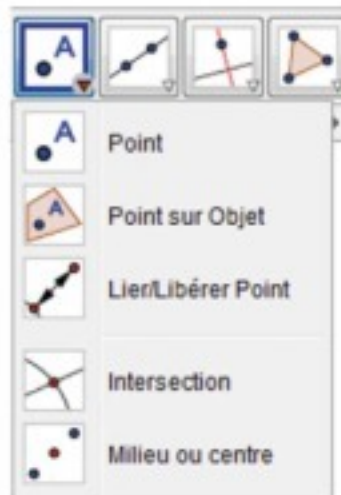 A
A Point
A Point sur Objet
Lier/Libérer Point
Intersection
Milieu ou centre